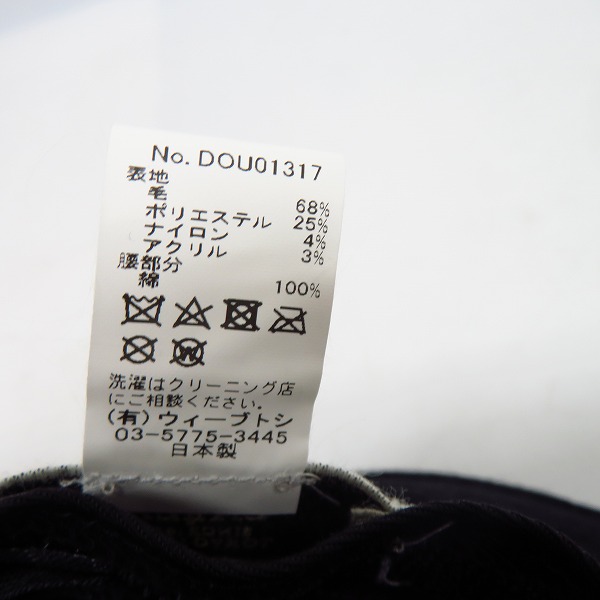 No. DOU01317
表地
毛 68%
ポリエステル 25%
ナイロン 4%
アクリル 3%
腰部分
綿 100%
W
洗濯はクリーニング店
にご相談ください。
(有)ウィーブトシ
03-5775-3445
日本製